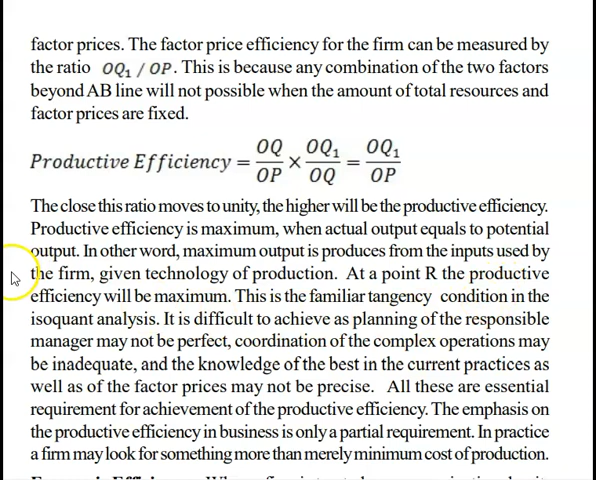 factor prices. The factor price efficiency for the firm can be measured by
the ratio OQ₁ / OP. This is because any combination of the two factors
beyond AB line will not possible when the amount of total resources and
factor prices are fixed.
Productive Efficiency = OQ/OP × OQ₁/OQ = OQ₁/OP
The close this ratio moves to unity, the higher will be the productive efficiency.
Productive efficiency is maximum, when actual output equals to potential
output. In other word, maximum output is produces from the inputs used by
the firm, given technology of production. At a point R the productive
efficiency will be maximum. This is the familiar tangency condition in the
isoquant analysis. It is difficult to achieve as planning of the responsible
manager may not be perfect, coordination of the complex operations may
be inadequate, and the knowledge of the best in the current practices as
well as of the factor prices may not be precise. All these are essential
requirement for achievement of the productive efficiency. The emphasis on
the productive efficiency in business is only a partial requirement. In practice
a firm may look for something more than merely minimum cost of production.